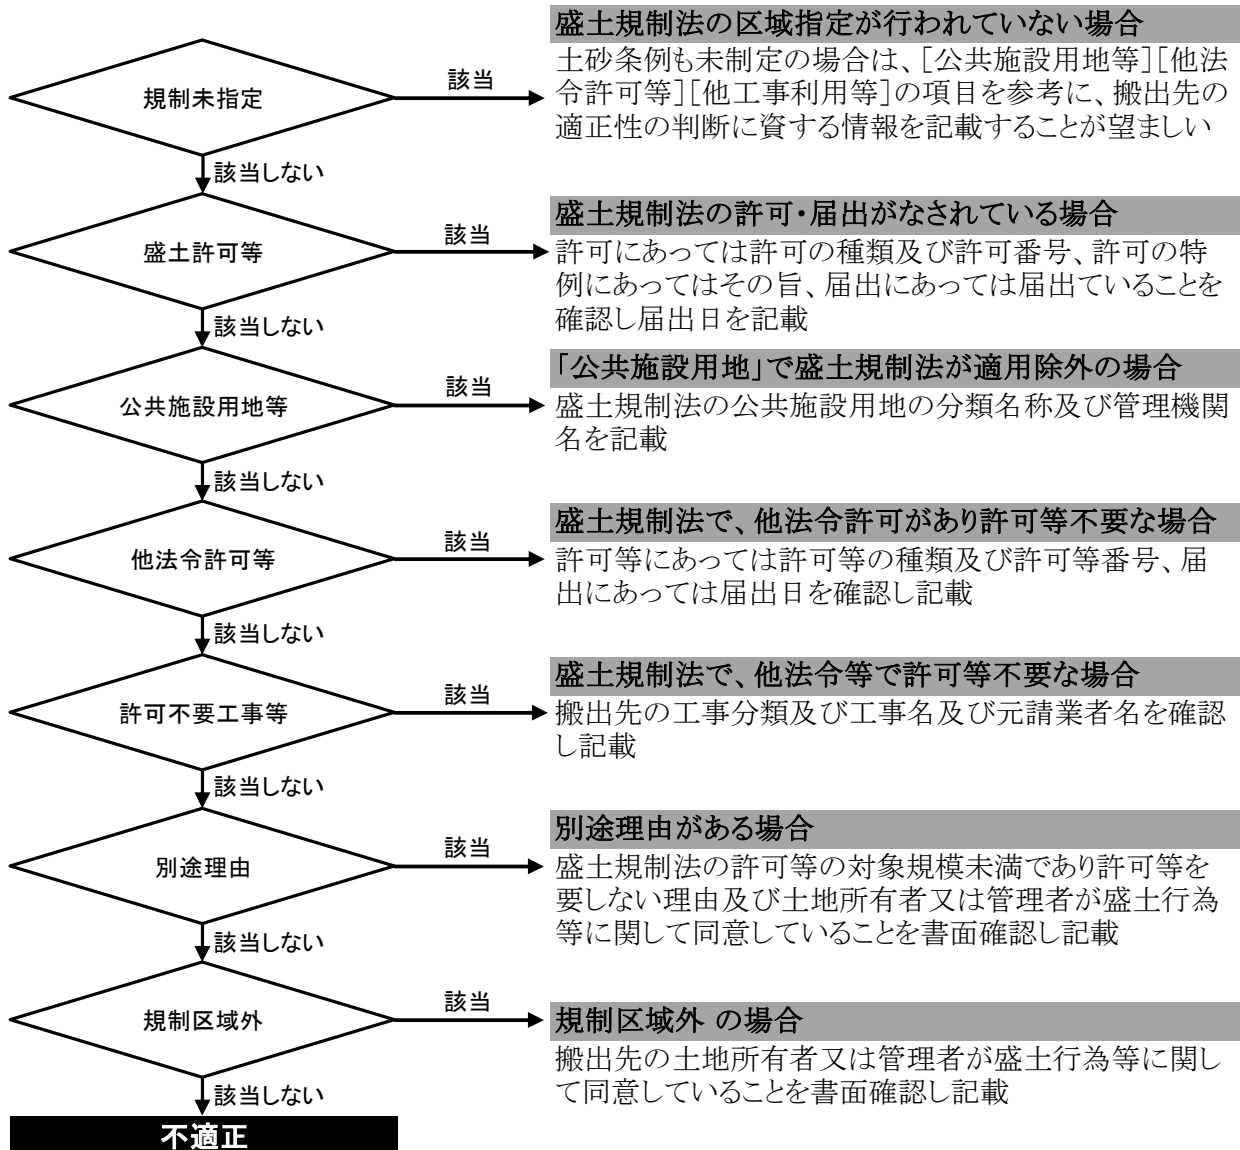 盛土規制法の区域指定が行われていない場合
規制未指定
該当
土砂条例も未制定の場合は、[公共施設用地等][他法
令許可等][他工事利用等]の項目を参考に、搬出先の
適正性の判断に資する情報を記載することが望ましい
該当しない
盛土規制法の許可・届出がなされている場合
盛土許可等
該当
許可にあっては許可の種類及び許可番号、許可の特
例にあってはその旨、届出にあっては届出ていることを
確認し届出日を記載
該当しない
「公共施設用地」で盛土規制法が適用除外の場合
公共施設用地等
該当
盛土規制法の公共施設用地の分類名称及び管理機関
名を記載
該当しない
盛土規制法で、他法令許可があり許可等不要な場合
他法令許可等
該当
許可等にあっては許可等の種類及び許可等番号、届
出にあっては届出日を確認し記載
該当しない
盛土規制法で、他法令等で許可等不要な場合
許可不要工事等
該当
搬出先の工事分類及び工事名及び元請業者名を確認
し記載
該当しない
別途理由がある場合
別途理由
該当
盛土規制法の許可等の対象規模未満であり許可等を
要しない理由及び土地所有者又は管理者が盛土行為
等に関して同意していることを書面確認し記載
該当しない
規制区域外 の場合
規制区域外
該当
搬出先の土地所有者又は管理者が盛土行為等に関し
て同意していることを書面確認し記載
該当しない
不適正